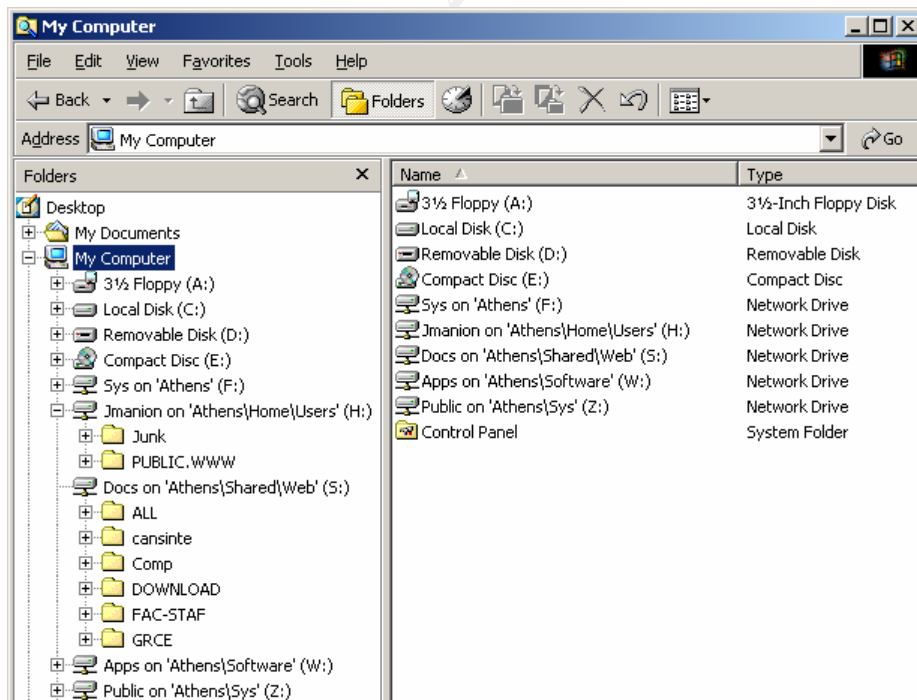 My Computer
File Edit View Favorites Tools Help
Back Search Folders
Address My Computer Go
Folders
Desktop
My Documents
My Computer
3½ Floppy (A:)
Local Disk (C:)
Removable Disk (D:)
Compact Disc (E:)
Sys on 'Athens' (F:)
Jmanion on 'Athens\Home\Users' (H:)
Junk
PUBLIC.WWW
Docs on 'Athens\Shared\Web' (S:)
ALL
cansinte
Comp
DOWNLOAD
FAC-STAF
GRCE
Apps on 'Athens\Software' (W:)
Public on 'Athens\Sys' (Z:)
Name Type
3½ Floppy (A:) 3½-Inch Floppy Disk
Local Disk (C:) Local Disk
Removable Disk (D:) Removable Disk
Compact Disc (E:) Compact Disc
Sys on 'Athens' (F:) Network Drive
Jmanion on 'Athens\Home\Users' (H:) Network Drive
Docs on 'Athens\Shared\Web' (S:) Network Drive
Apps on 'Athens\Software' (W:) Network Drive
Public on 'Athens\Sys' (Z:) Network Drive
Control Panel System Folder